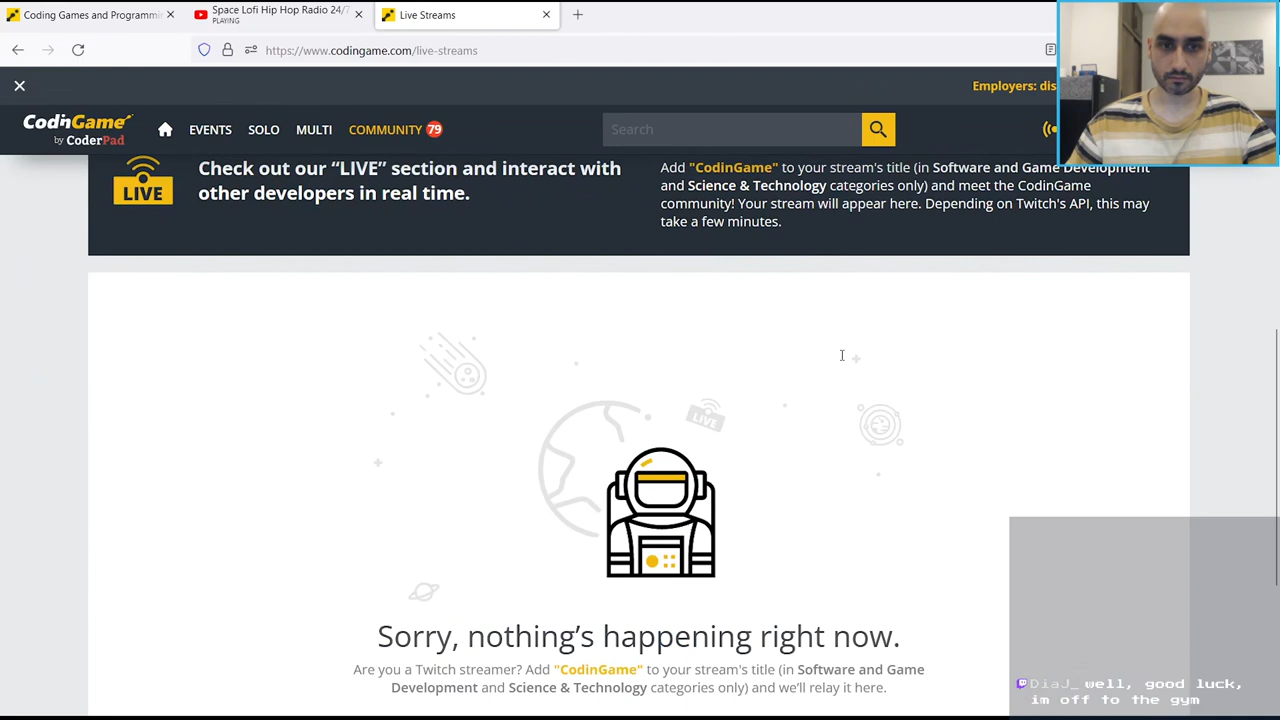 Coding Games and Programmi
Space Lofi Hip Hop Radio 24/7
PLAYING
Live Streams
https://www.codingame.com/live-streams
Employers: dis
CodinGame
by CoderPad
EVENTS
SOLO
MULTI
COMMUNITY 79
Search
LIVE
Check out our “LIVE” section and interact with
other developers in real time.
Add "CodinGame" to your stream's title (in Software and Game Development
and Science & Technology categories only) and meet the CodinGame
community! Your stream will appear here. Depending on Twitch's API, this may
take a few minutes.
LIVE
Sorry, nothing’s happening right now.
Are you a Twitch streamer? Add "CodinGame" to your stream's title (in Software and Game
Development and Science & Technology categories only) and we’ll relay it here.
DiaJ_ well, good luck,
im off to the gym